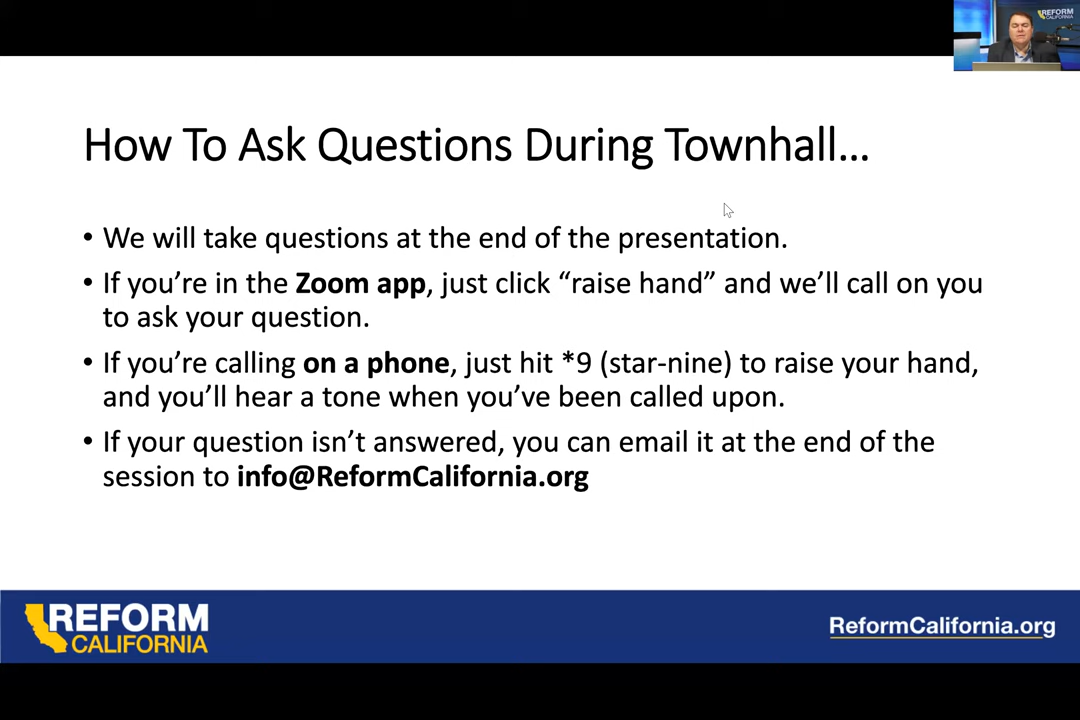 REFORM
CALIFORNIA
How To Ask Questions During Townhall...
• We will take questions at the end of the presentation.
• If you’re in the Zoom app, just click “raise hand” and we’ll call on you
to ask your question.
• If you’re calling on a phone, just hit *9 (star-nine) to raise your hand,
and you’ll hear a tone when you’ve been called upon.
• If your question isn’t answered, you can email it at the end of the
session to info@ReformCalifornia.org
REFORM
CALIFORNIA
ReformCalifornia.org